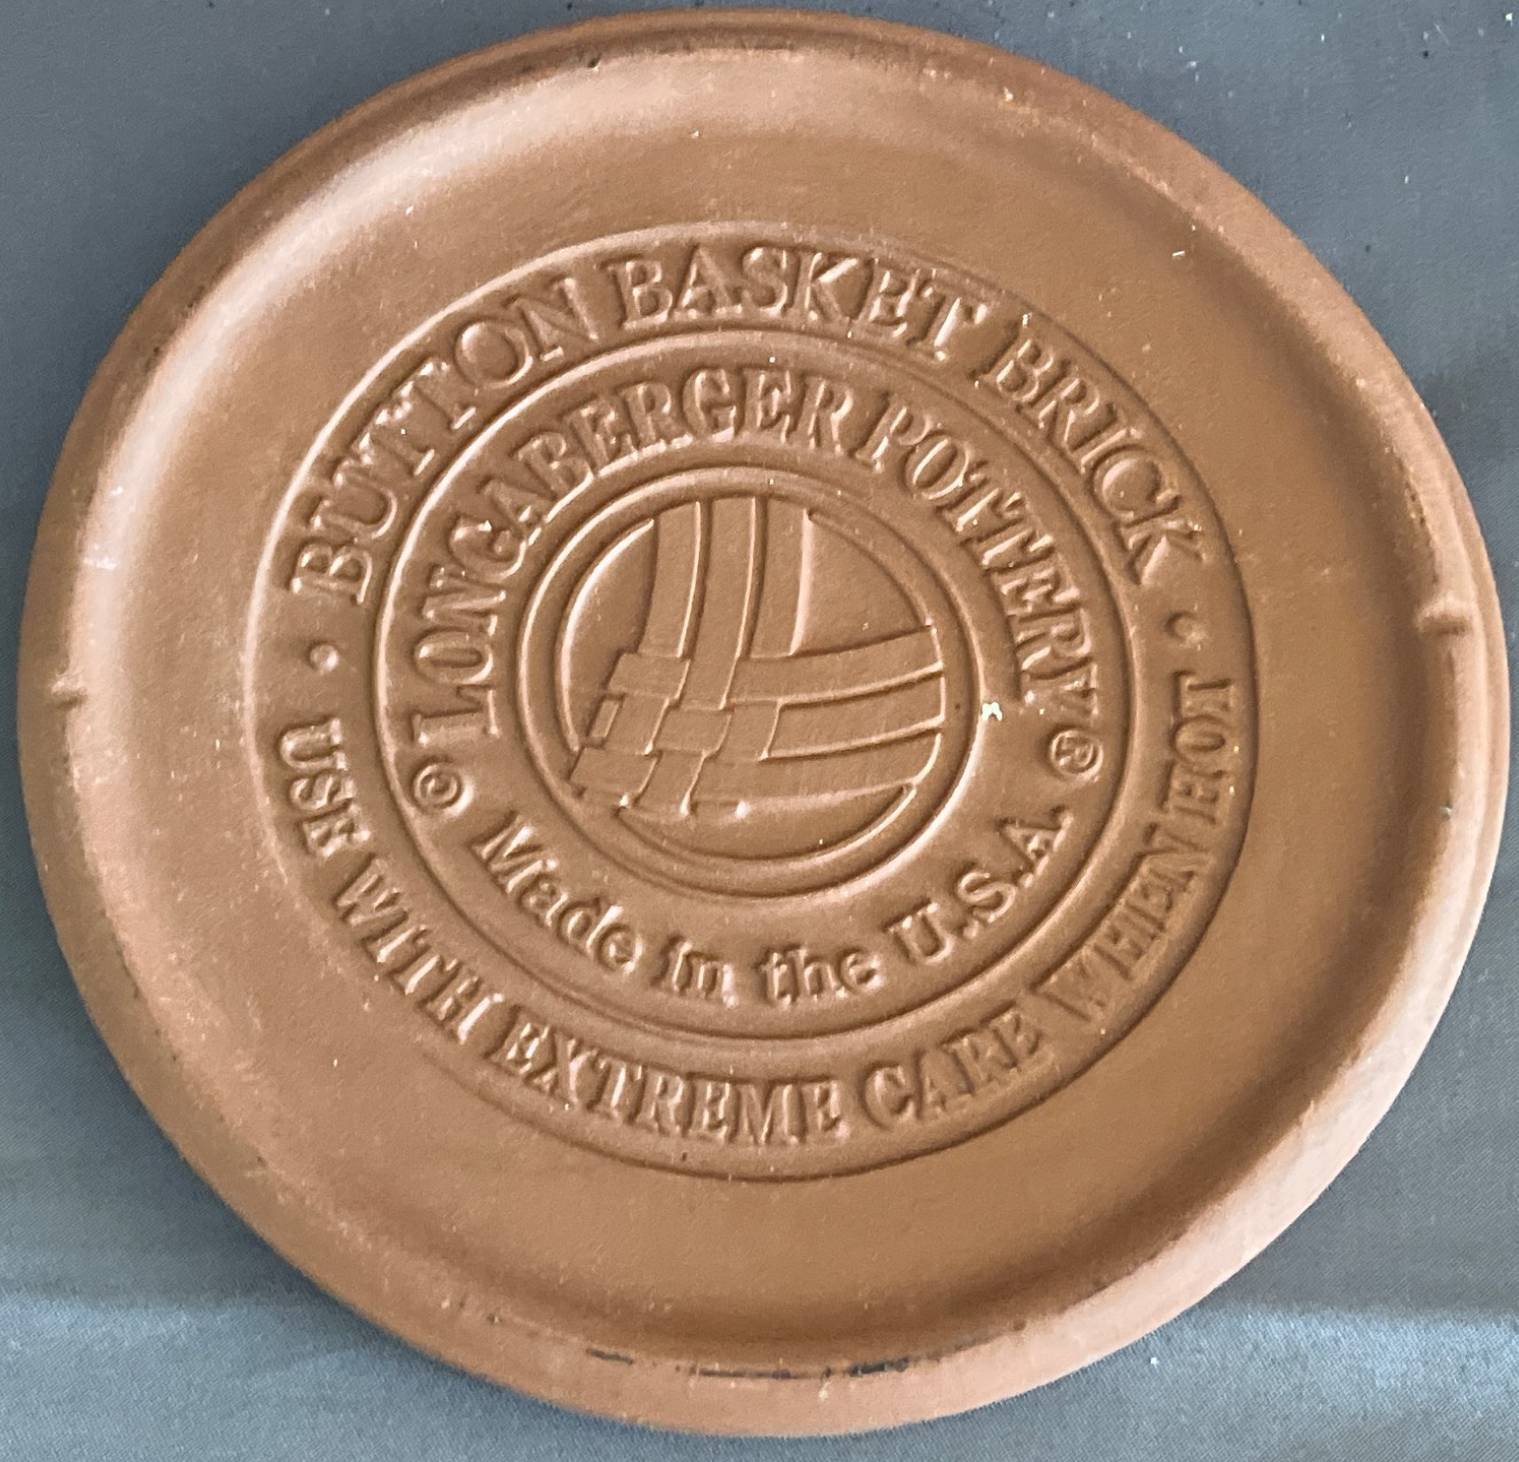 BUTTON BASKET BRICK
• USE WITH EXTREME CARE WHEN HOT •
LONGABERGER POTTERY®
© Made in the U.S.A.